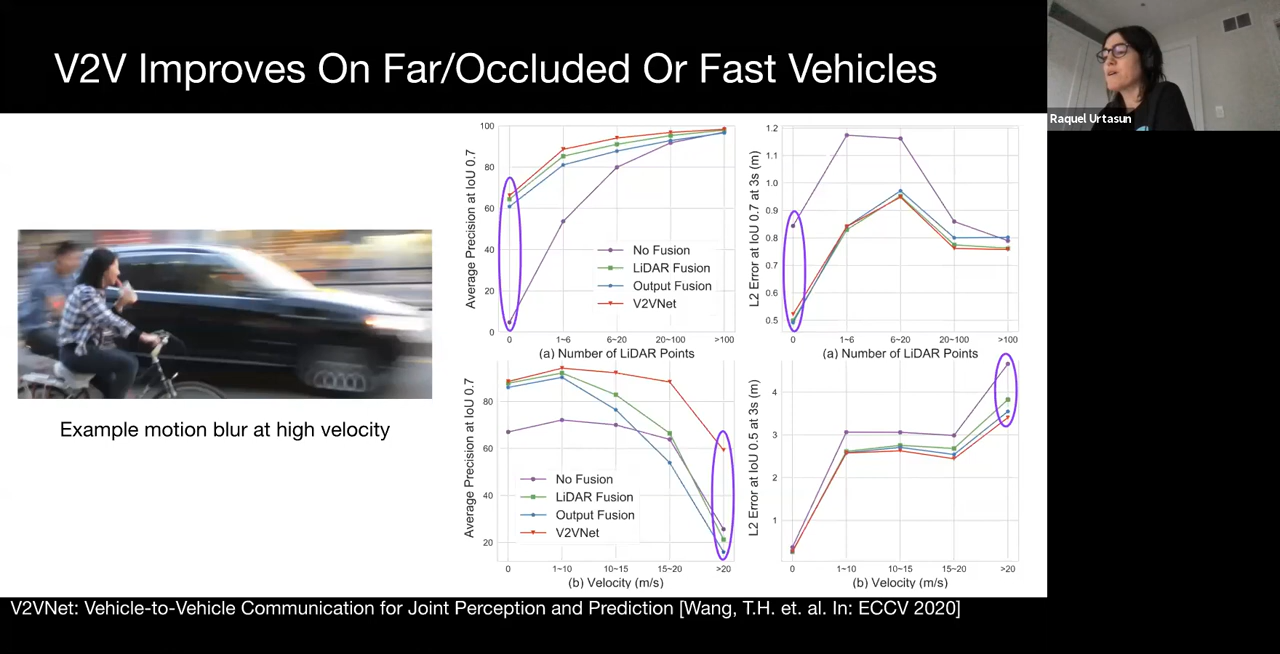 V2V Improves On Far/Occluded Or Fast Vehicles
Raquel Urtasun
Example motion blur at high velocity
Average Precision at IoU 0.7
100
80
60
40
20
0
No Fusion
LiDAR Fusion
Output Fusion
V2VNet
0 1~6 6~20 20~100 >100
(a) Number of LiDAR Points
L2 Error at IoU 0.7 at 3s (m)
1.2
1.1
1.0
0.9
0.8
0.7
0.6
0.5
0 1~6 6~20 20~100 >100
(a) Number of LiDAR Points
Average Precision at IoU 0.7
80
60
40
20
No Fusion
LiDAR Fusion
Output Fusion
V2VNet
0 1~10 10~15 15~20 >20
(b) Velocity (m/s)
L2 Error at IoU 0.5 at 3s (m)
4
3
2
1
0 1~10 10~15 15~20 >20
(b) Velocity (m/s)
V2VNet: Vehicle-to-Vehicle Communication for Joint Perception and Prediction [Wang, T.H. et. al. In: ECCV 2020]